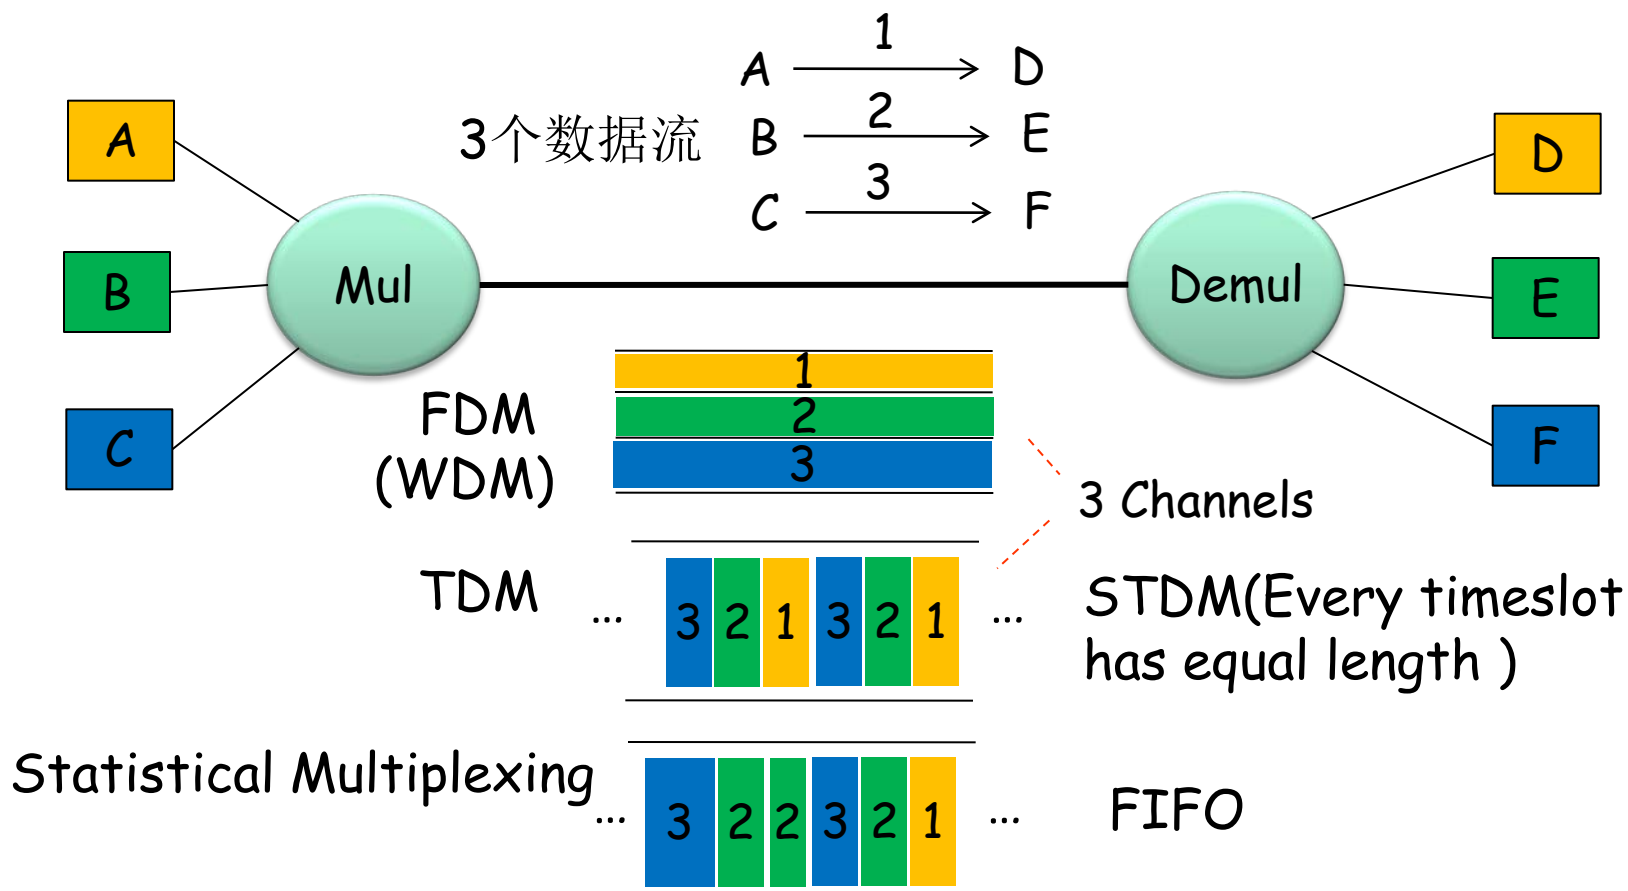 A 1 D
3个数据流 B 2 E
C 3 F
A
B
C
Mul
Demul
D
E
F
FDM
(WDM)
1
2
3
3 Channels
TDM
... 3 2 1 3 2 1 ...
STDM(Every timeslot
has equal length )
Statistical Multiplexing
... 3 2 2 3 2 1 ...
FIFO